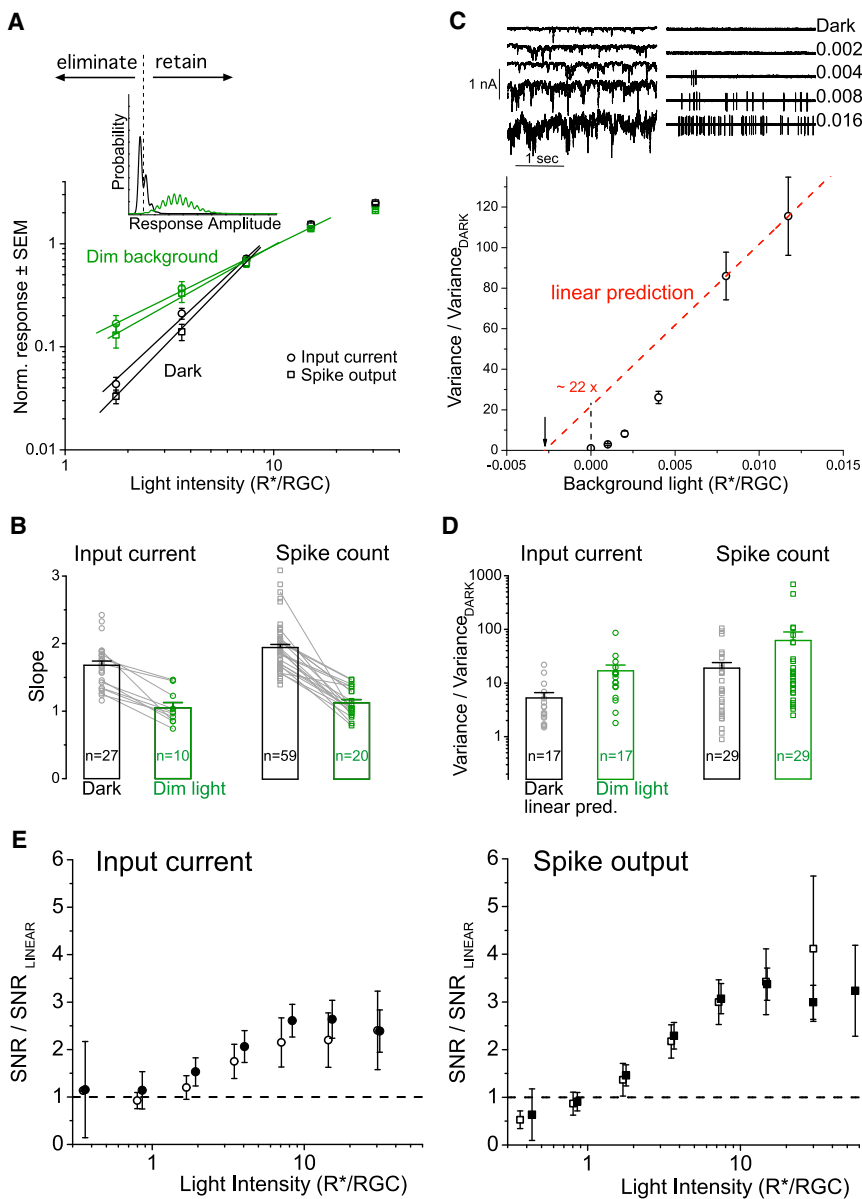 A
eliminate retain
Probability
Response Amplitude
Dim background
Dark
Input current
Spike output
Norm. response ± SEM
1
0.1
0.01
1 10
Light intensity (R*/RGC)
C
Dark
0.002
0.004
0.008
0.016
1 nA
1 sec
linear prediction
~ 22 x
Variance / Variance DARK
120
100
80
60
40
20
0
-0.005 0.000 0.005 0.010 0.015
Background light (R*/RGC)
B
Input current Spike count
Slope
3
2
1
0
n=27 n=10 n=59 n=20
Dark Dim light
D
Input current Spike count
Variance / Variance DARK
1000
100
10
1
n=17 n=17 n=29 n=29
Dark
linear pred.
E
Input current
SNR / SNR LINEAR
6
5
4
3
2
1
0
1 10
Light Intensity (R*/RGC)
Spike output
SNR / SNR LINEAR
6
5
4
3
2
1
0
1 10
Light Intensity (R*/RGC)